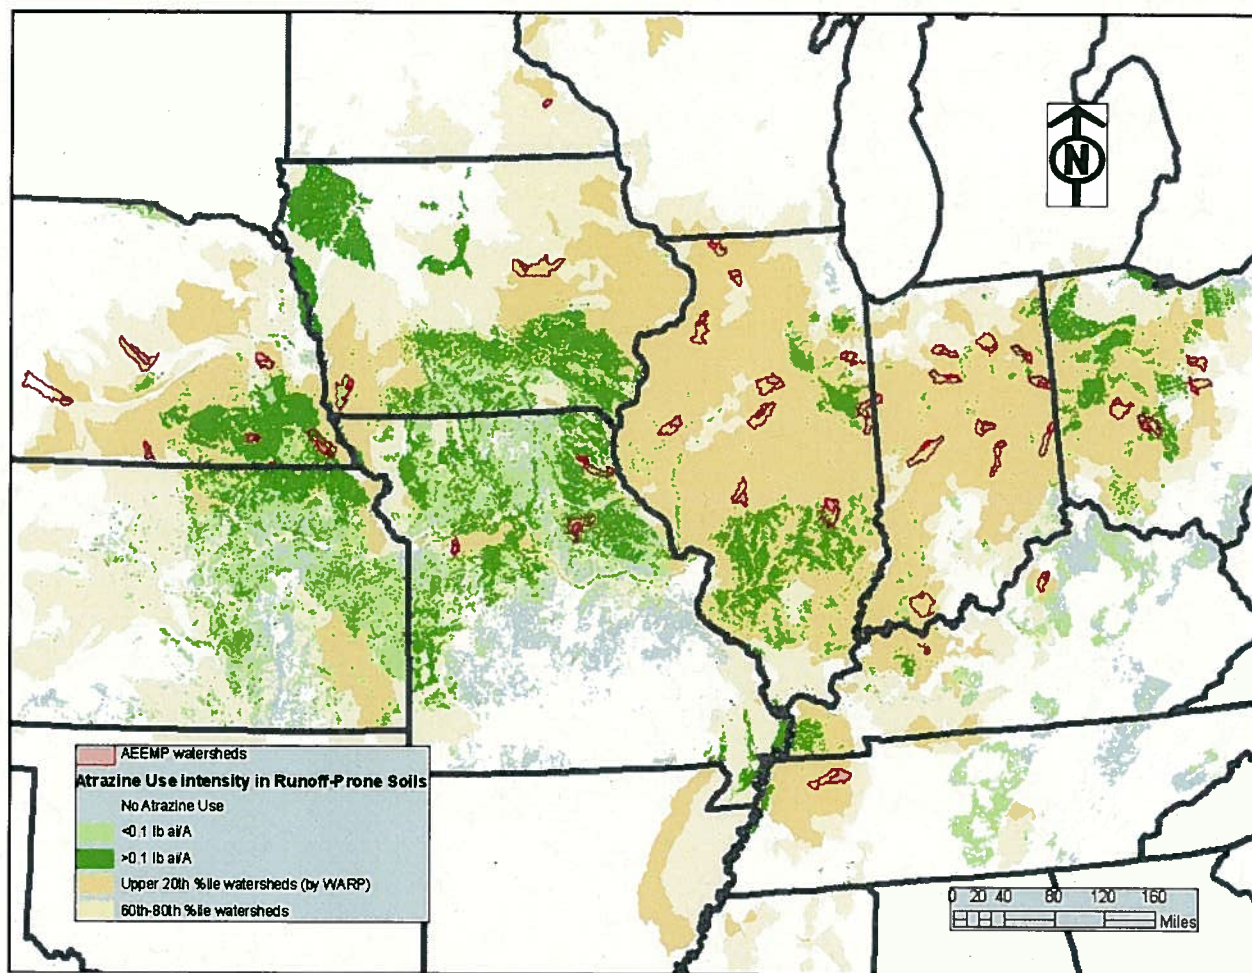 N
AEEMP watersheds
Atrazine Use Intensity in Runoff-Prone Soils
No Atrazine Use
<0.1 lb ai/A
>0.1 lb ai/A
Upper 20th %ile watersheds (by WARP)
60th-80th %ile watersheds
0 20 40 80 120 160
Miles